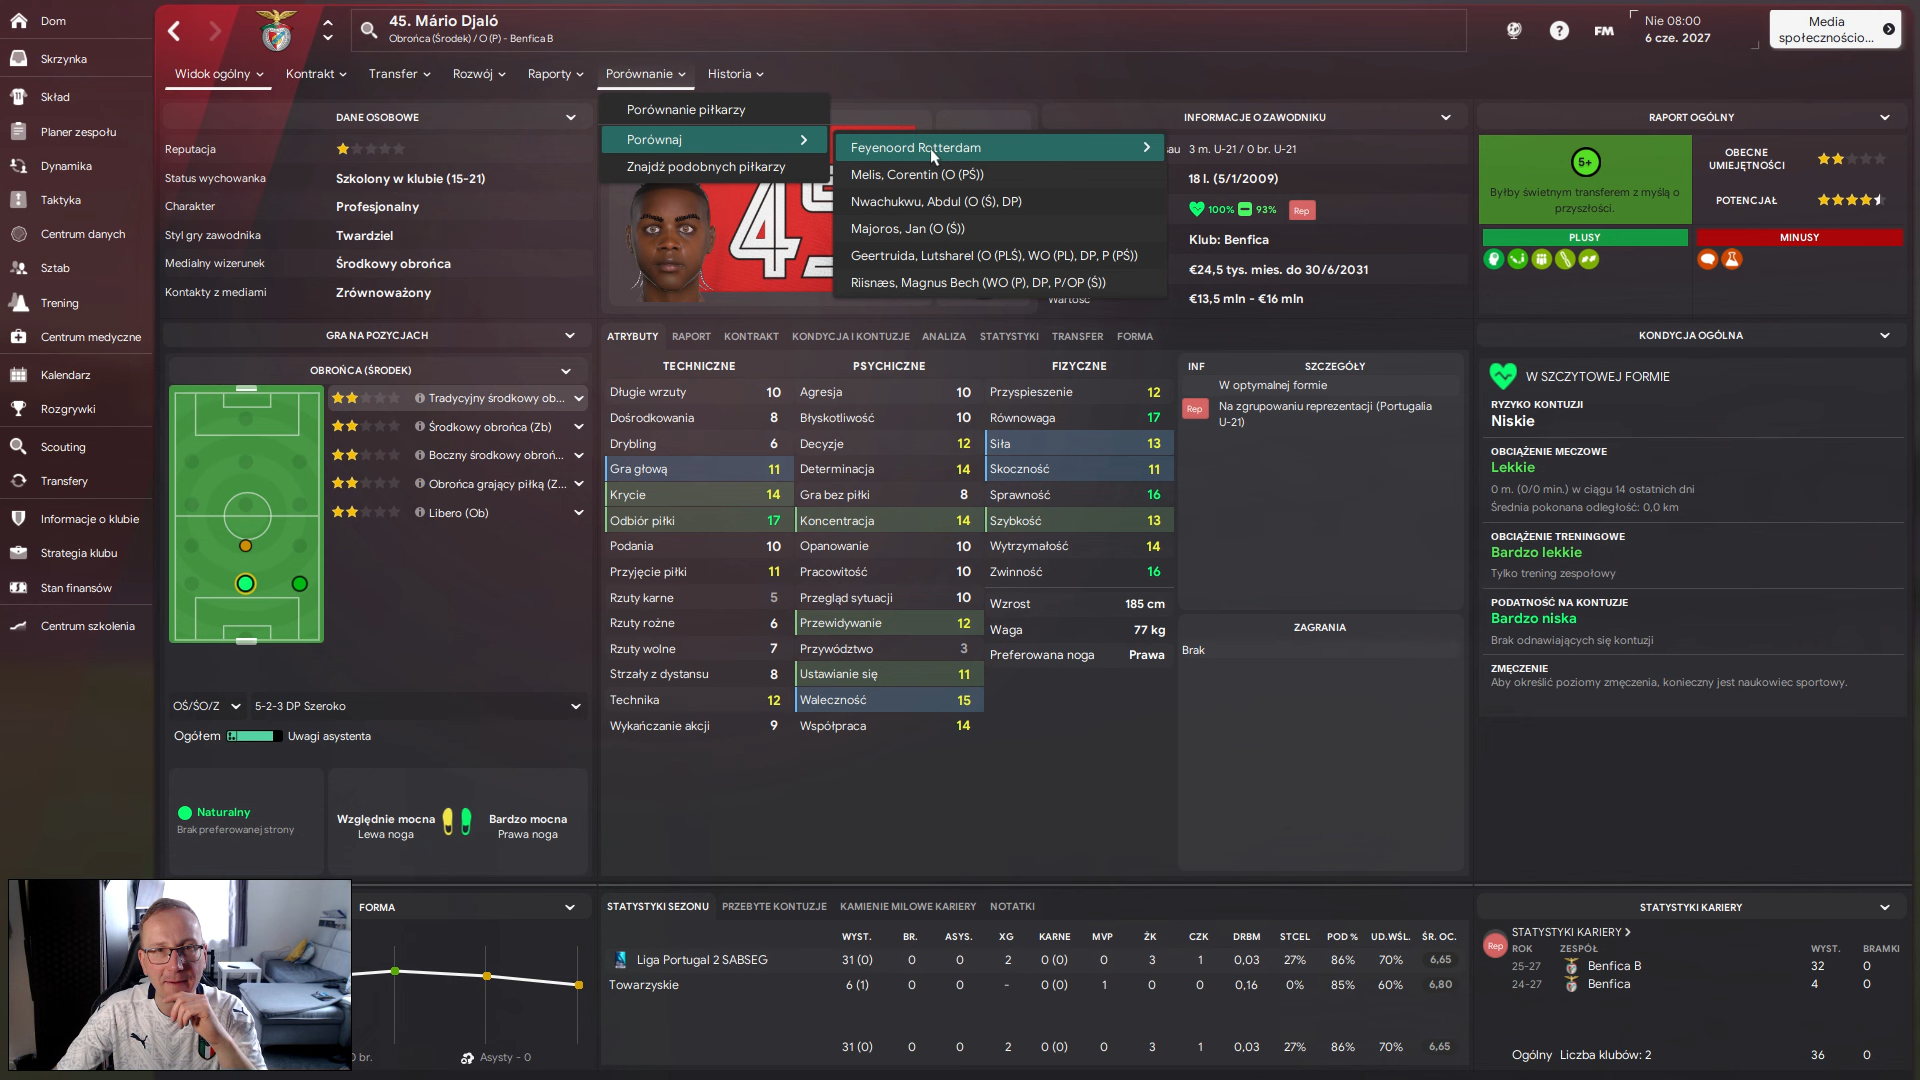 Dom
Skrzynka
Skład
Planer zespołu
Dynamika
Taktyka
Centrum danych
Sztab
Trening
Centrum medyczne
Kalendarz
Rozgrywki
Scouting
Transfery
Informacje o klubie
Strategia klubu
Stan finansów
Centrum szkolenia
45. Mário Djaló
Obrońca (Środek) / O (P) - Benfica B
FM
Nie 08:00
6 cze. 2027
Media
społecznościo...
Widok ogólny
Kontrakt
Transfer
Rozwój
Raporty
Porównanie
Historia
Porównanie piłkarzy
Porównaj
Znajdź podobnych piłkarzy
Feyenoord Rotterdam
Melis, Corentin (O (PŚ))
Nwachukwu, Abdul (O (Ś), DP)
Majoros, Jan (O (Ś))
Geertruida, Lutsharel (O (PLŚ), WO (PL), DP, P (PŚ))
Riisnæs, Magnus Bech (WO (P), DP, P/OP (Ś))
DANE OSOBOWE
Reputacja
Status wychowanka Szkolony w klubie (15-21)
Charakter Profesjonalny
Styl gry zawodnika Twardziel
Medialny wizerunek Środkowy obrońca
Kontakty z mediami Zrównoważony
INFORMACJE O ZAWODNIKU
3 m. U-21 / 0 br. U-21
18 l. (5/1/2009)
100% 93% Rep
Klub: Benfica
€24,5 tys. mies. do 30/6/2031
Wartość €13,5 mln - €16 mln
RAPORT OGÓLNY
5+
Byłby świetnym transferem z myślą o
przyszłości.
OBECNE
UMIEJĘTNOŚCI
POTENCJAŁ
PLUSY
MINUSY
GRA NA POZYCJACH
OBROŃCA (ŚRODEK)
Tradycyjny środkowy ob...
Środkowy obrońca (Zb)
Boczny środkowy obroń...
Obrońca grający piłką (Z...
Libero (Ob)
OŚ/ŚO/Z
5-2-3 DP Szeroko
Ogółem
Uwagi asystenta
Naturalny
Brak preferowanej strony
Względnie mocna
Lewa noga
Bardzo mocna
Prawa noga
ATRYBUTY RAPORT KONTRAKT KONDYCJA I KONTUZJE ANALIZA STATYSTYKI TRANSFER FORMA
TECHNICZNE
Długie wrzuty 10
Dośrodkowania 8
Drybling 6
Gra głową 11
Krycie 14
Odbiór piłki 17
Podania 10
Przyjęcie piłki 11
Rzuty karne 5
Rzuty rożne 6
Rzuty wolne 7
Strzały z dystansu 8
Technika 12
Wykańczanie akcji 9
PSYCHICZNE
Agresja 10
Błyskotliwość 10
Decyzje 12
Determinacja 14
Gra bez piłki 8
Koncentracja 14
Opanowanie 10
Pracowitość 10
Przegląd sytuacji 10
Przewidywanie 12
Przywództwo 3
Ustawianie się 11
Waleczność 15
Współpraca 14
FIZYCZNE
Przyspieszenie 12
Równowaga 17
Siła 13
Skoczność 11
Sprawność 16
Szybkość 13
Wytrzymałość 14
Zwinność 16
Wzrost 185 cm
Waga 77 kg
Preferowana noga Prawa
INF SZCZEGÓŁY
W optymalnej formie
Rep Na zgrupowaniu reprezentacji (Portugalia
U-21)
ZAGRANIA
Brak
KONDYCJA OGÓLNA
W SZCZYTOWEJ FORMIE
RYZYKO KONTUZJI
Niskie
OBCIĄŻENIE MECZOWE
Lekkie
0 m. (0/0 min.) w ciągu 14 ostatnich dni
Średnia pokonana odległość: 0,0 km
OBCIĄŻENIE TRENINGOWE
Bardzo lekkie
Tylko trening zespołowy
PODATNOŚĆ NA KONTUZJE
Bardzo niska
Brak odnawiających się kontuzji
ZMĘCZENIE
Aby określić poziomy zmęczenia, konieczny jest naukowiec sportowy.
FORMA
0 br.
Asysty - 0
STATYSTYKI SEZONU PRZEBYTE KONTUZJE KAMIENIE MILOWE KARIERY NOTATKI
WYST. BR. ASYS. XG KARNE MVP ŻK CZK DRBM STCEL POD % UD.WŚL. ŚR. OC.
Liga Portugal 2 SABSEG 31 (0) 0 0 2 0 (0) 0 3 1 0,03 27% 86% 70% 6,65
Towarzyskie 6 (1) 0 0 - 0 (0) 1 0 0 0,16 0% 85% 60% 6,80
31 (0) 0 0 2 0 (0) 0 3 1 0,03 27% 86% 70% 6,65
STATYSTYKI KARIERY
Rep
STATYSTYKI KARIERY
ROK ZESPÓŁ WYST. BRAMKI
25-27 Benfica B 32 0
24-27 Benfica 4 0
Ogólny Liczba klubów: 2 36 0